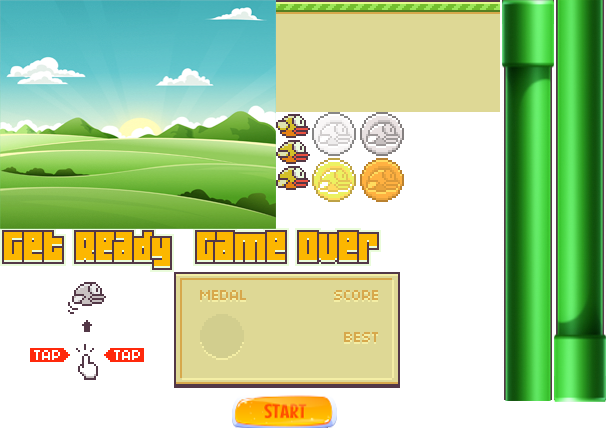 Get Ready Game Over
MEDAL SCORE
BEST
TAP TAP
START